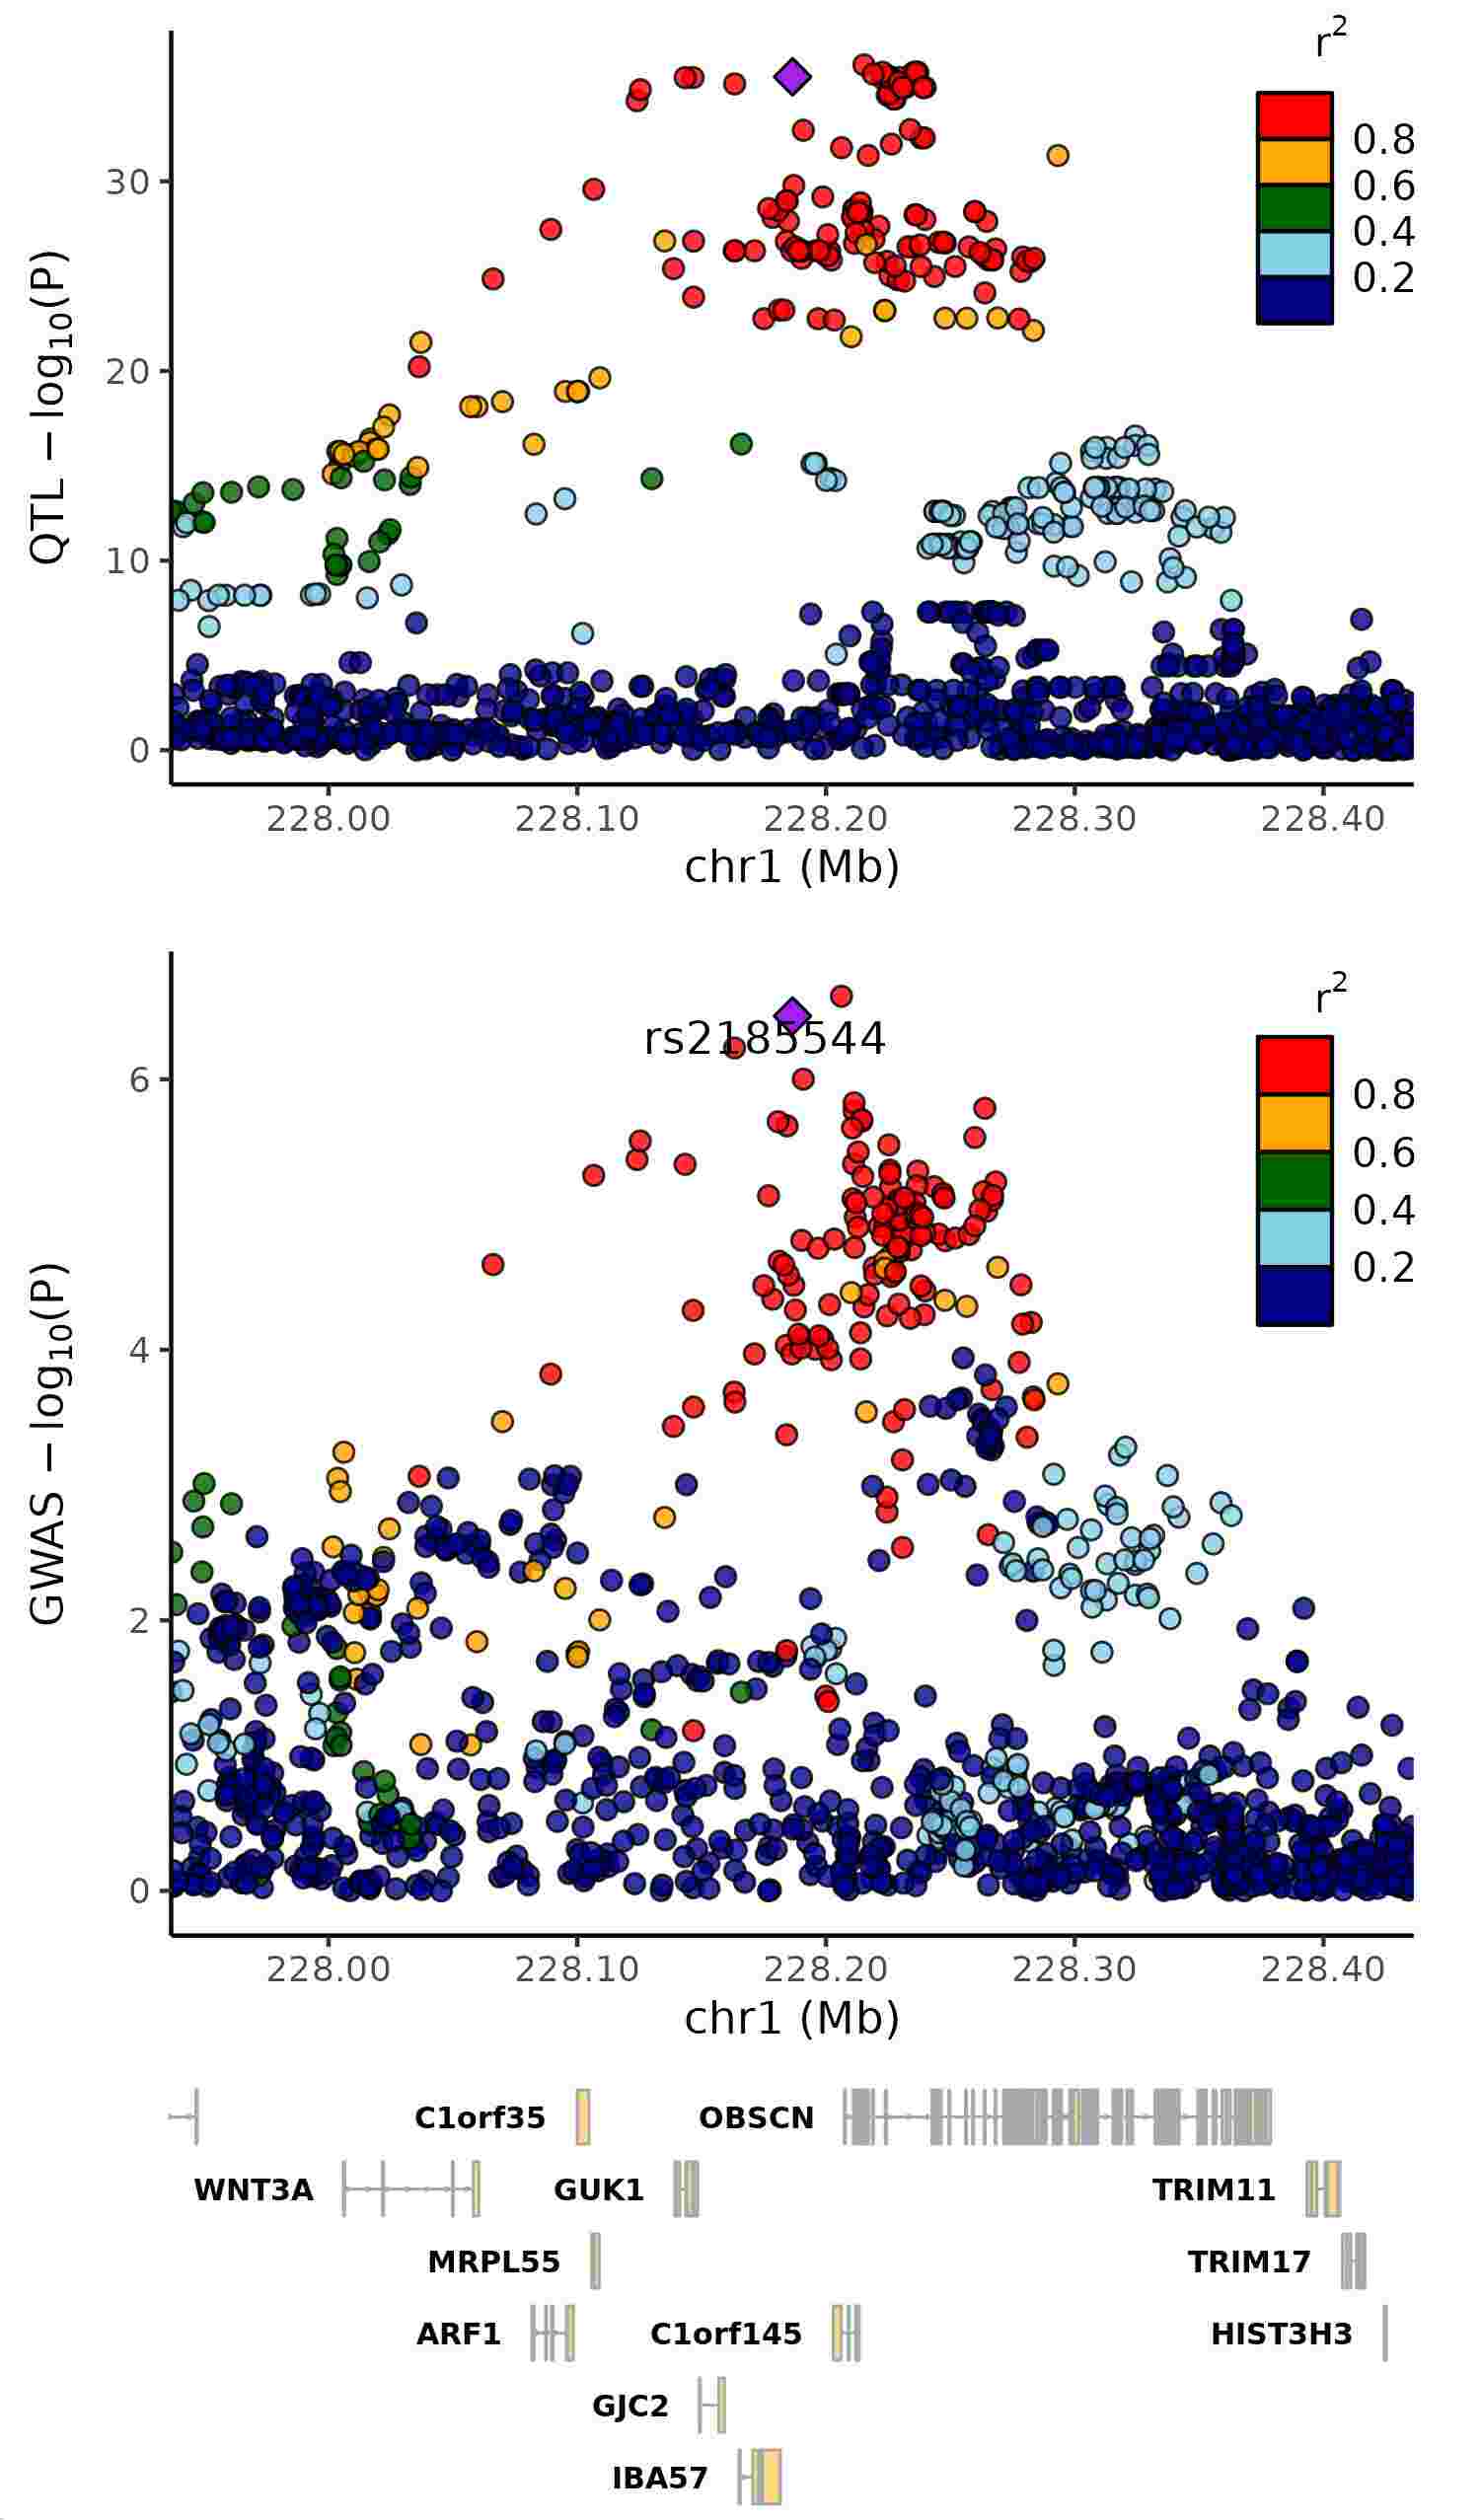 r2
0.8
0.6
0.4
0.2
30
20
10
0
QTL − log10(P)
228.00 228.10 228.20 228.30 228.40
chr1 (Mb)
r2
0.8
0.6
0.4
0.2
rs2185544
6
4
2
0
GWAS − log10(P)
228.00 228.10 228.20 228.30 228.40
chr1 (Mb)
C1orf35 OBSCN
WNT3A GUK1 TRIM11
MRPL55 TRIM17
ARF1 C1orf145 HIST3H3
GJC2
IBA57